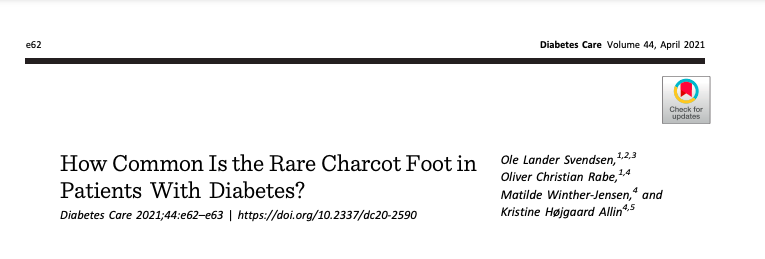 e62
Diabetes Care Volume 44, April 2021
Check for
updates
How Common Is the Rare Charcot Foot in
Patients With Diabetes?
Diabetes Care 2021;44:e62–e63 | https://doi.org/10.2337/dc20-2590
Ole Lander Svendsen,1,2,3
Oliver Christian Rabe,1,4
Matilde Winther-Jensen,4 and
Kristine Højgaard Allin4,5